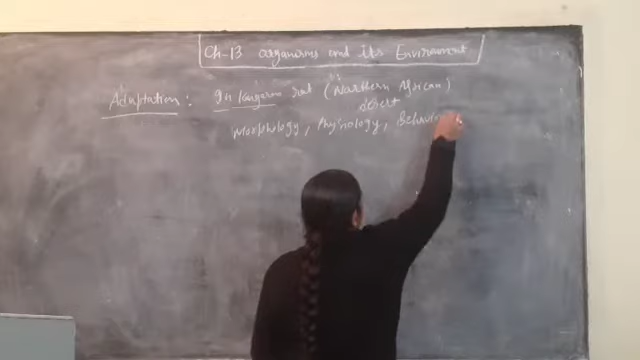 Ch-13 organisms and its Environment
Adaptation : In Kangaroo rat (Northern African)
desert
Morphology, Physiology, Behaviour